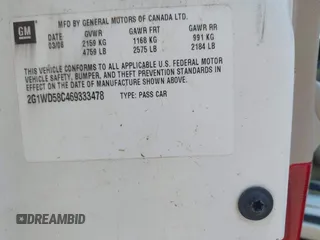 GM
MFD BY GENERAL MOTORS OF CANADA LTD.
DATE GVWR GAWR FRT GAWR RR
03/06 2159 KG 1168 KG 991 KG
4759 LB 2575 LB 2184 LB
THIS VEHICLE CONFORMS TO ALL APPLICABLE U.S. FEDERAL MOTOR
VEHICLE SAFETY, BUMPER, AND THEFT PREVENTION STANDARDS IN
EFFECT ON THE DATE OF MANUFACTURE SHOWN ABOVE.
2G1WD58C469333478 TYPE: PASS CAR
DREAMBID